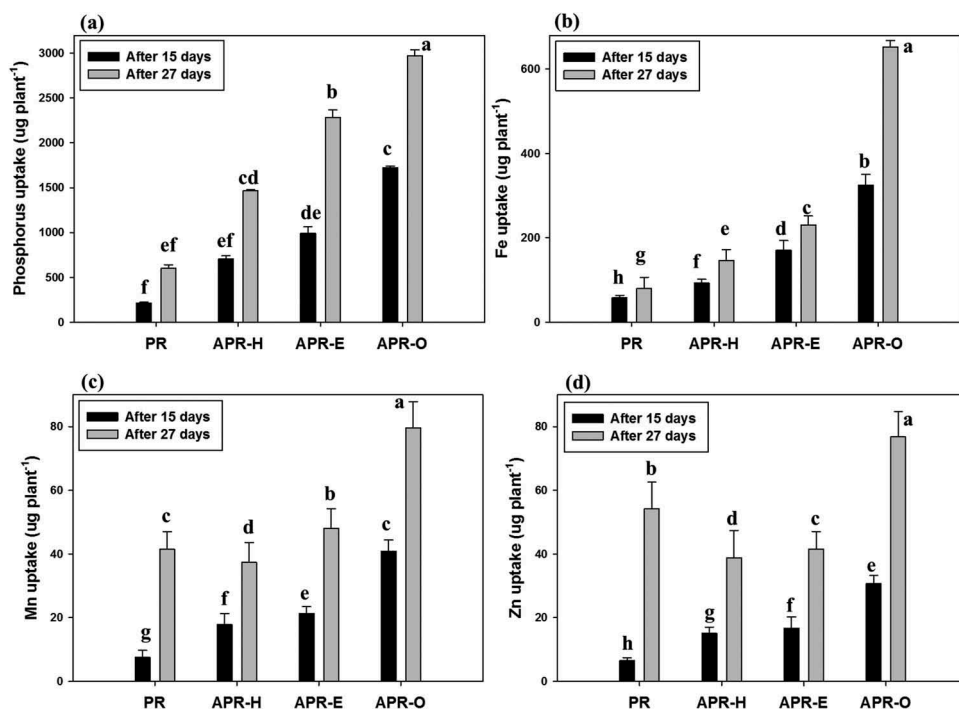 (a)
After 15 days
After 27 days
Phosphorus uptake (ug plant-1)
3000
2500
2000
1500
1000
500
0
f
ef
ef
cd
de
b
c
a
PR
APR-H
APR-E
APR-O
(b)
After 15 days
After 27 days
Fe uptake (ug plant-1)
600
400
200
0
h
g
f
e
d
c
b
a
PR
APR-H
APR-E
APR-O
(c)
After 15 days
After 27 days
Mn uptake (ug plant-1)
80
60
40
20
0
g
c
f
d
e
b
c
a
PR
APR-H
APR-E
APR-O
(d)
After 15 days
After 27 days
Zn uptake (ug plant-1)
80
60
40
20
0
h
b
g
d
f
c
e
a
PR
APR-H
APR-E
APR-O